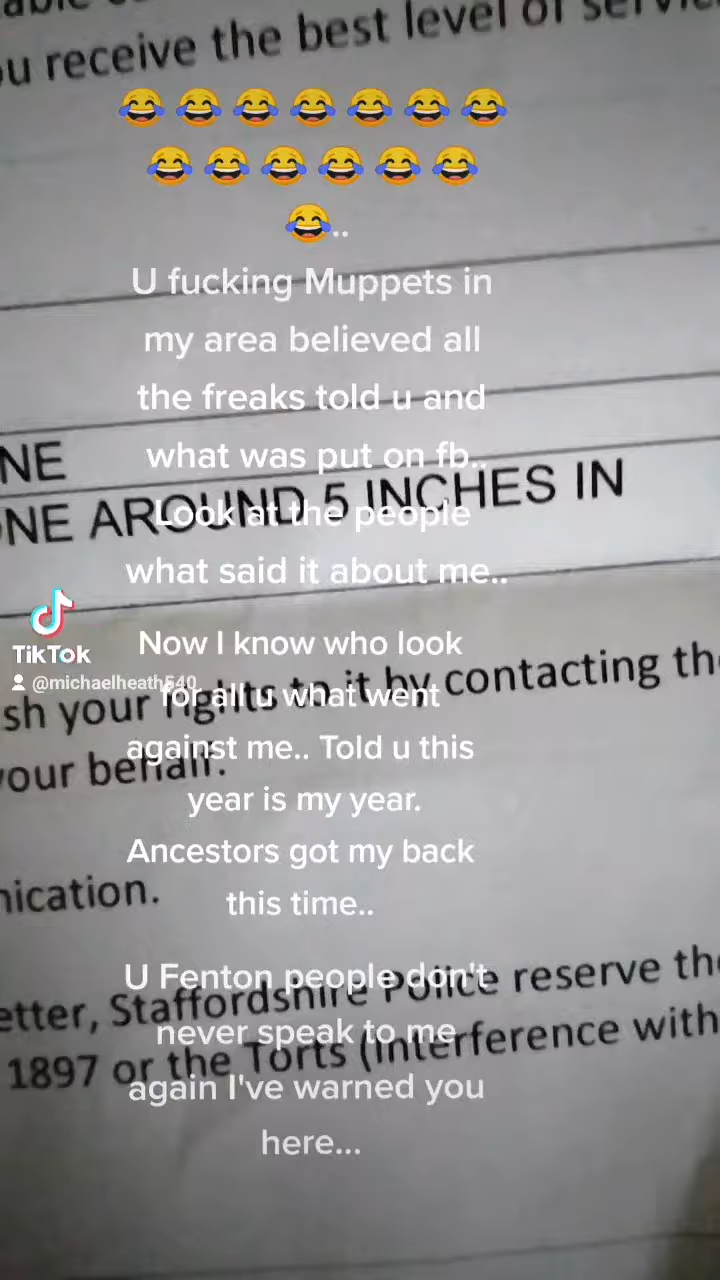 u receive the best level of
😂😂😂😂😂😂😂
😂😂😂😂😂😂
😂..
U fucking Muppets in
my area believed all
the freaks told u and
what was put on fb..
NE
NE AROUND 5 INCHES IN
Look at the people
what said it about me..
TikTok
@michaelheath540
Now I know who look
for all u what went
against me.. Told u this
year is my year.
sh your rights to it by contacting
your behalf.
Ancestors got my back
this time..
nication.
U Fenton people don't
never speak to me
again I've warned you
here...
etter, Staffordshire Police reserve the
1897 or the Torts (Interference with